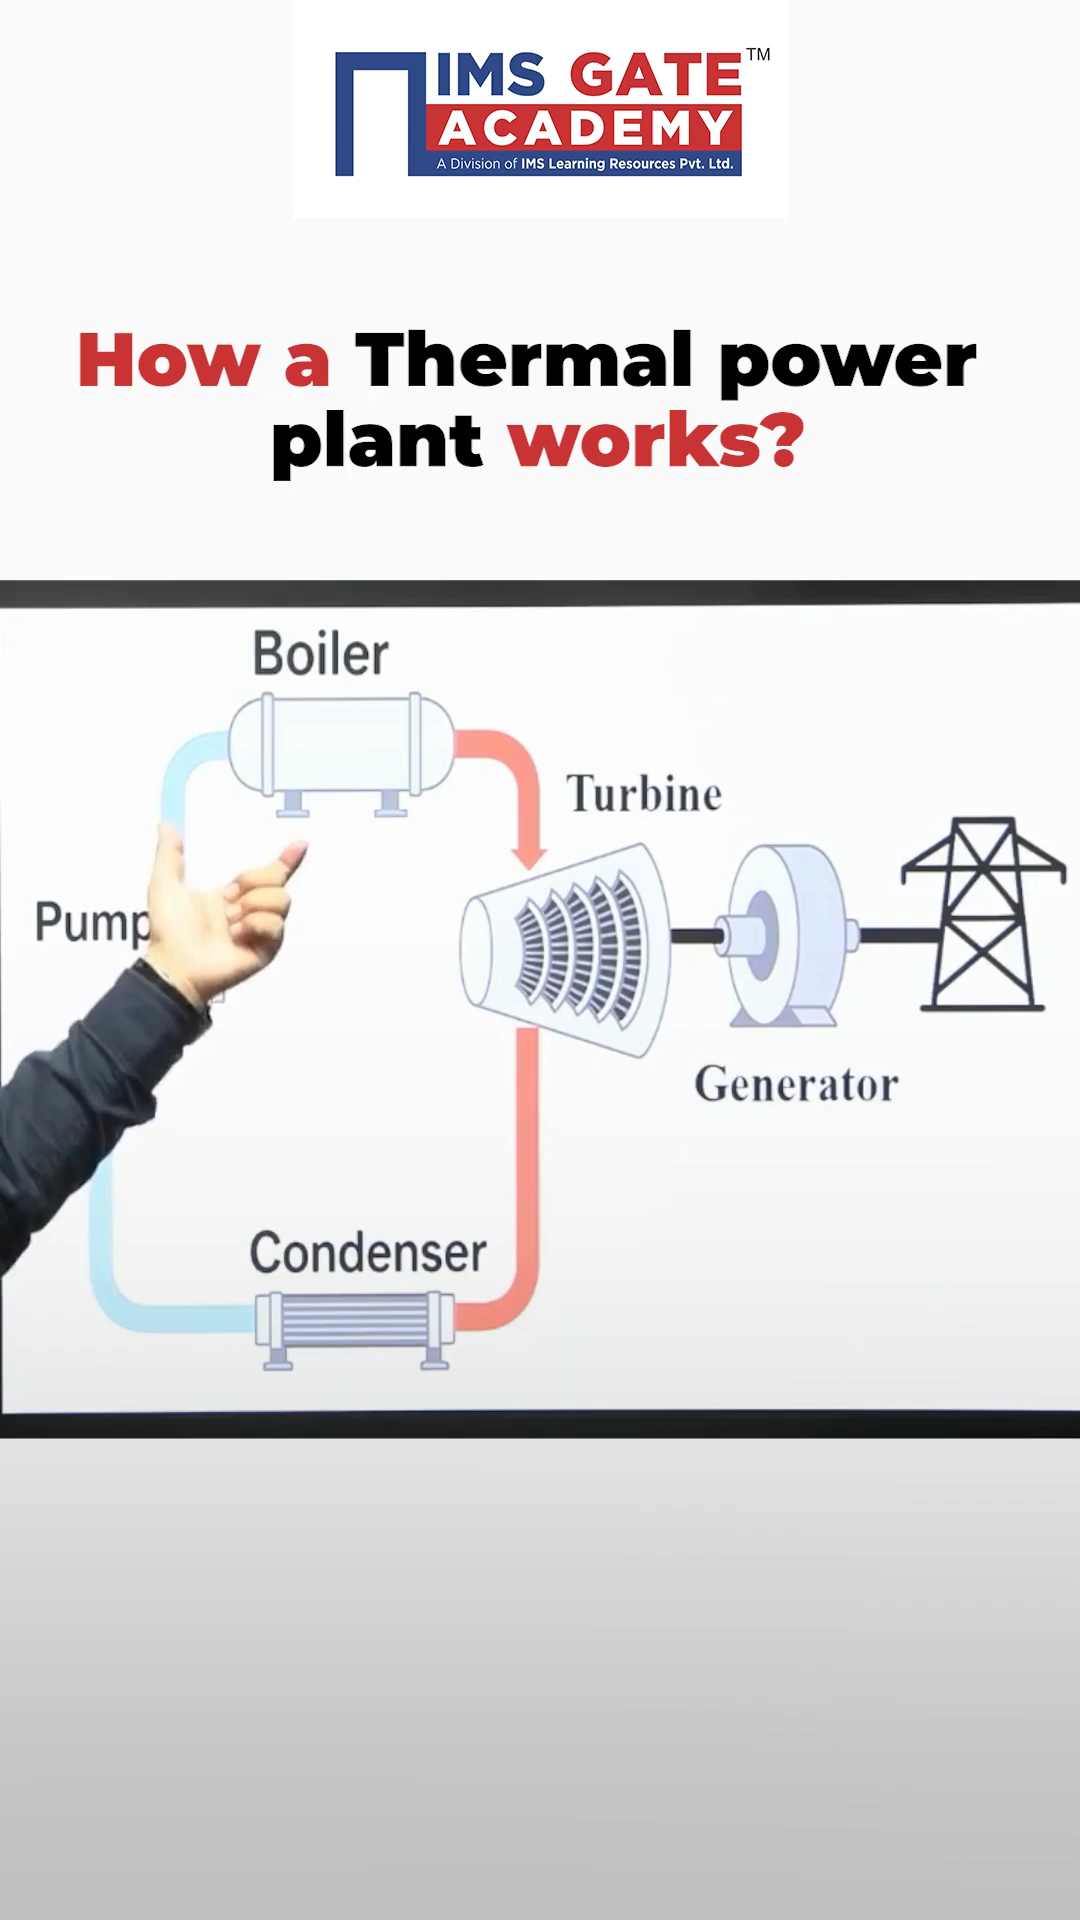 IMS GATE™
ACADEMY
A Division of IMS Learning Resources Pvt. Ltd.
How a Thermal power
plant works?
Boiler
Turbine
Pump
Generator
Condenser